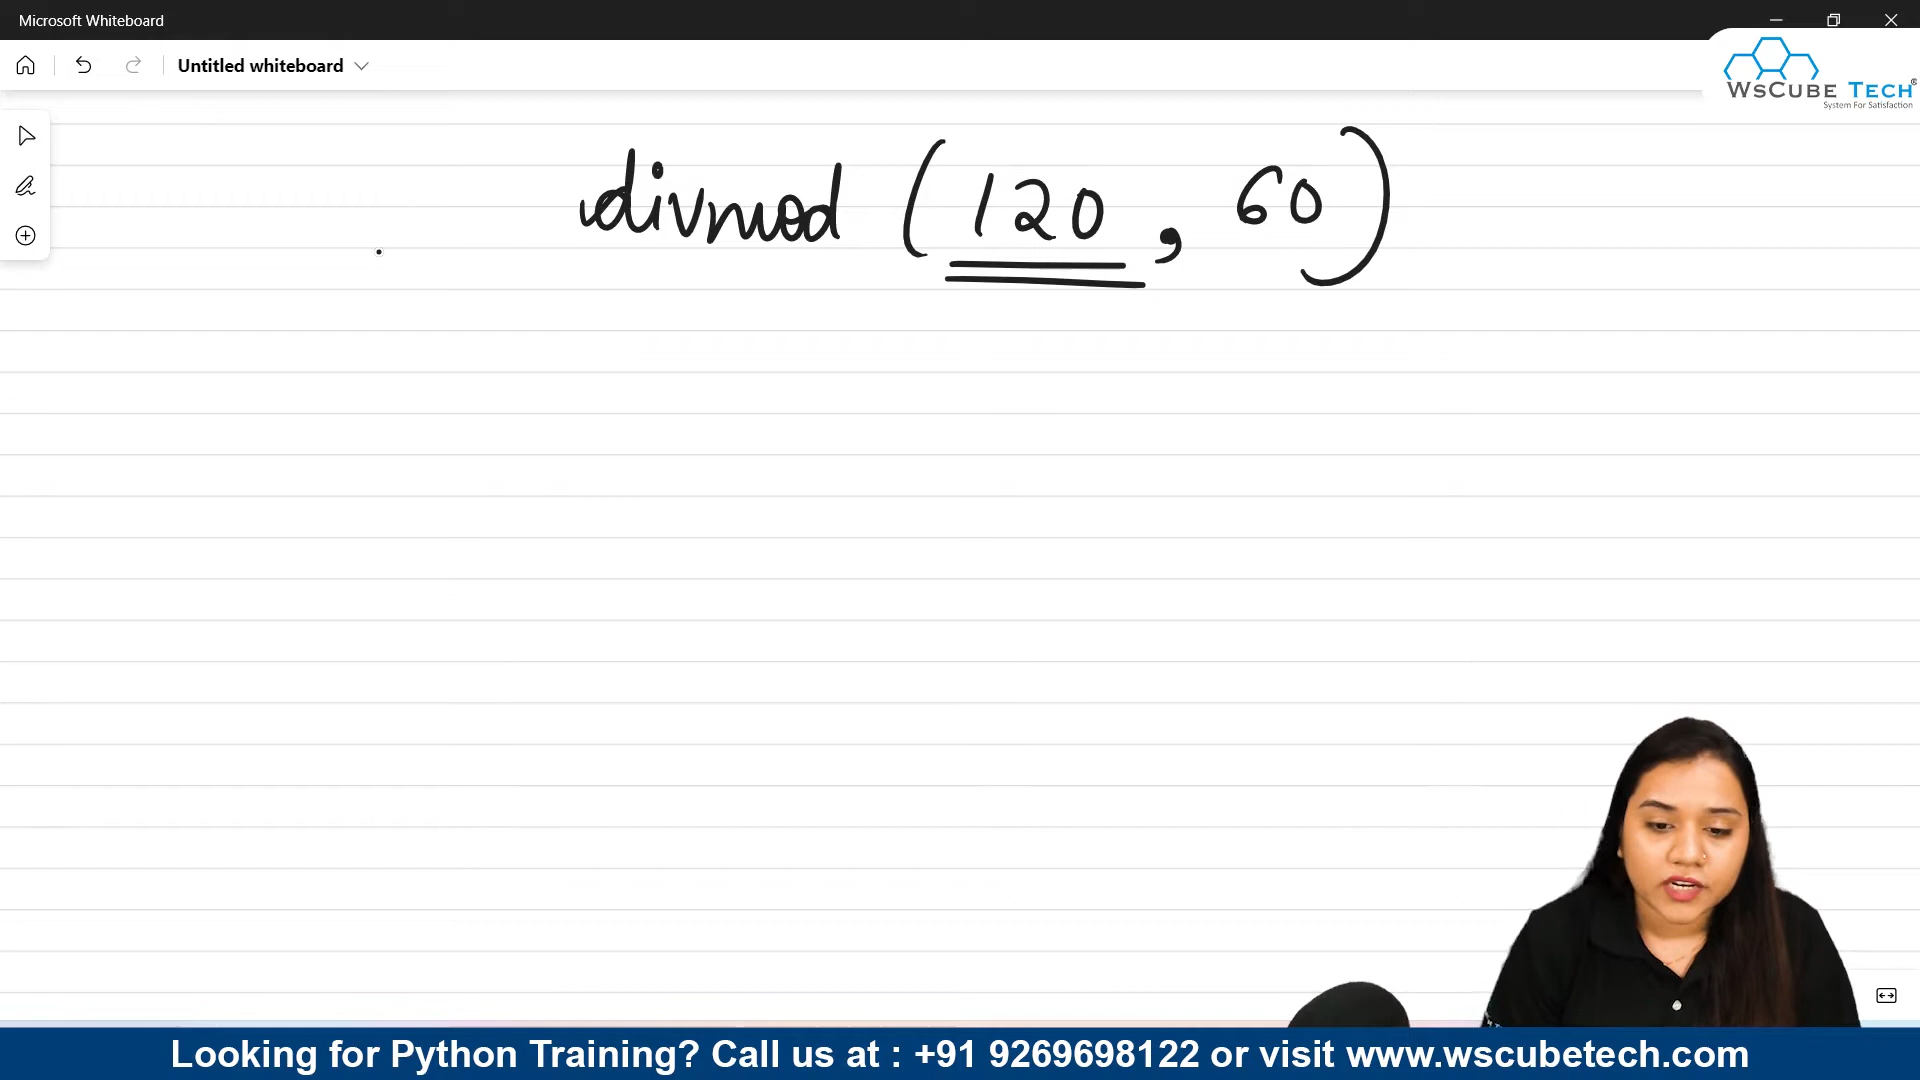 Microsoft Whiteboard
Untitled whiteboard
WsCube Tech®
System For Satisfaction
divmod (120, 60)
Looking for Python Training? Call us at : +91 9269698122 or visit www.wscubetech.com